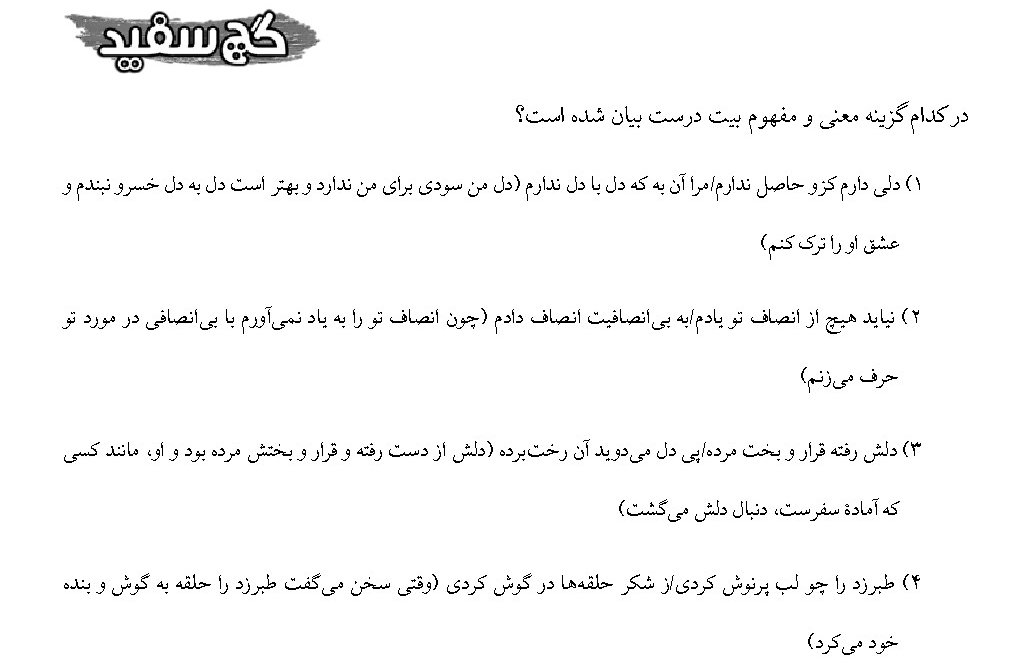 گچ سفید
در کدام گزینه معنی و مفهوم بیت درست بیان شده است؟
۱) دلی دارم کزو حاصل ندارم/مرا آن به که دل با دل ندارم (دل من سودی برای من ندارد و بهتر است دل به دل خسرو نبندم و
عشق او را ترک کنم)
۲) نیاید هیچ از انصاف تو یادم/به بی‌انصافیت انصاف دادم (چون انصاف تو را به یاد نمی‌آورم با بی‌انصافی در مورد تو
حرف می‌زنم)
۳) دلش رفته قرار و بخت مرده/پی دل می‌دوید آن رخت‌برده (دلش از دست رفته و قرار و بختش مرده بود و او، مانند کسی
که آمادهٔ سفرست، دنبال دلش می‌گشت)
۴) طبرزد را چو لب پرنوش کردی/ز شکر حلقه‌ها در گوش کردی (وقتی سخن می‌گفت طبرزد را حلقه به گوش و بنده
خود می‌کرد)